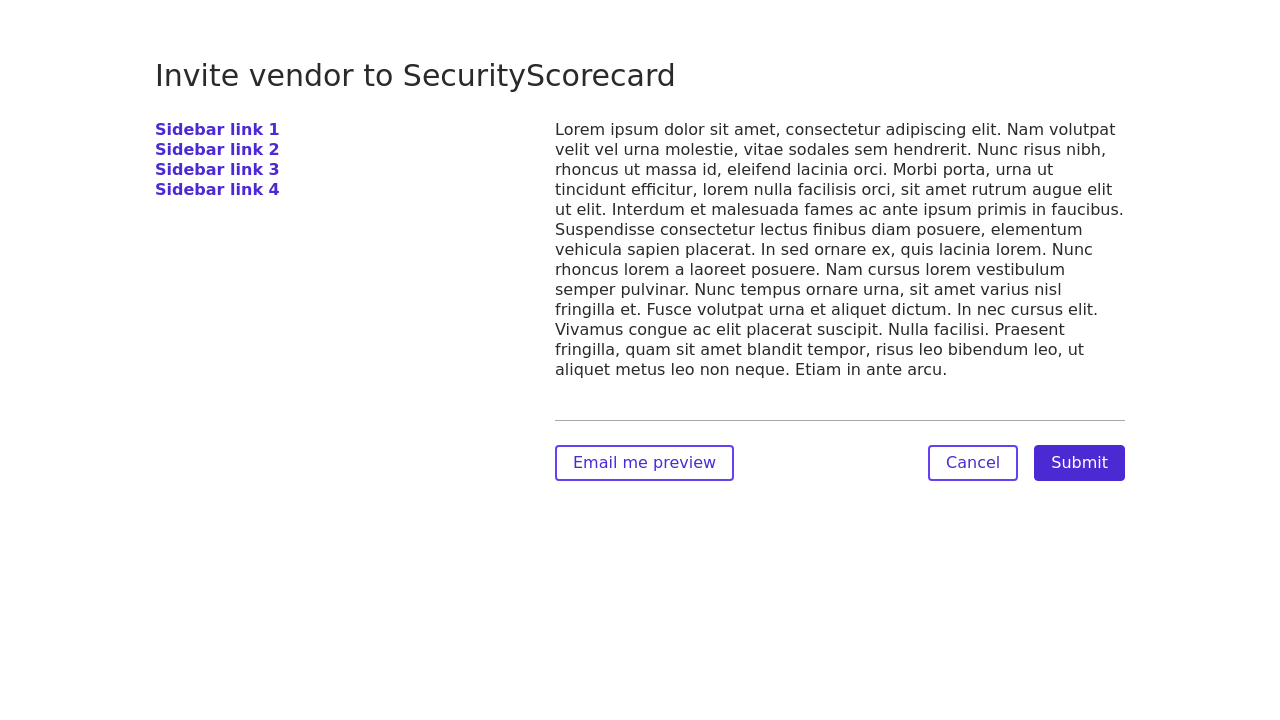 Invite vendor to SecurityScorecard
Sidebar link 1
Sidebar link 2
Sidebar link 3
Sidebar link 4
Lorem ipsum dolor sit amet, consectetur adipiscing elit. Nam volutpat
velit vel urna molestie, vitae sodales sem hendrerit. Nunc risus nibh,
rhoncus ut massa id, eleifend lacinia orci. Morbi porta, urna ut
tincidunt efficitur, lorem nulla facilisis orci, sit amet rutrum augue elit
ut elit. Interdum et malesuada fames ac ante ipsum primis in faucibus.
Suspendisse consectetur lectus finibus diam posuere, elementum
vehicula sapien placerat. In sed ornare ex, quis lacinia lorem. Nunc
rhoncus lorem a laoreet posuere. Nam cursus lorem vestibulum
semper pulvinar. Nunc tempus ornare urna, sit amet varius nisl
fringilla et. Fusce volutpat urna et aliquet dictum. In nec cursus elit.
Vivamus congue ac elit placerat suscipit. Nulla facilisi. Praesent
fringilla, quam sit amet blandit tempor, risus leo bibendum leo, ut
aliquet metus leo non neque. Etiam in ante arcu.
Email me preview
Cancel
Submit